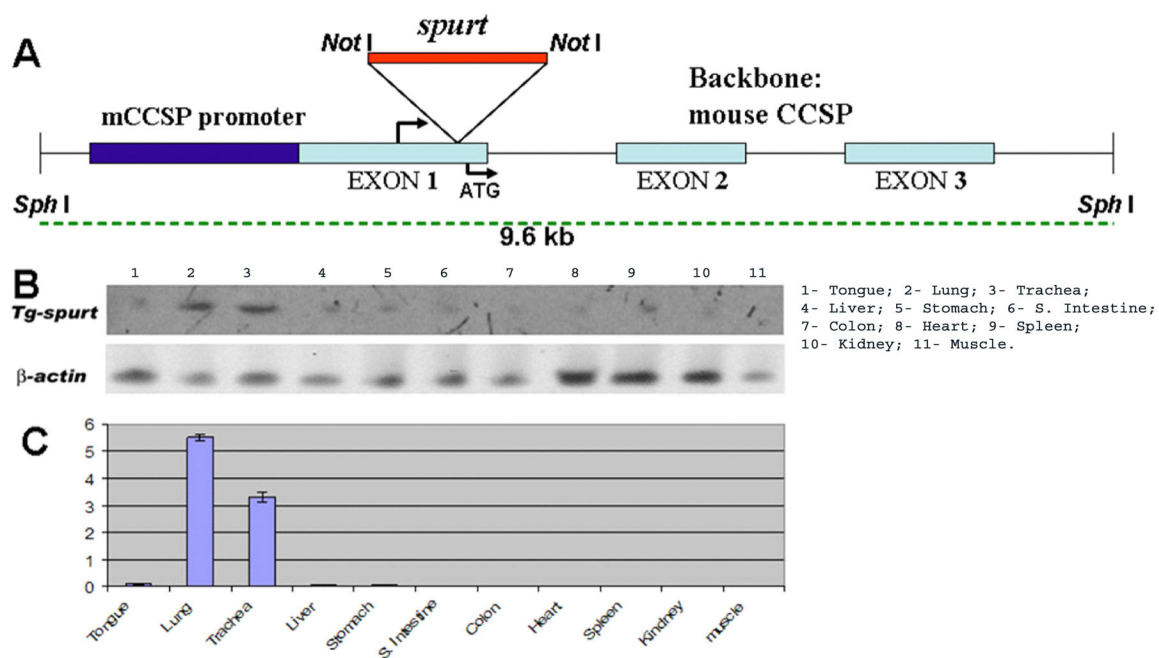 A
Not I
spurt
Not I
Backbone:
mouse CCSP
mCCSP promoter
EXON 1
ATG
EXON 2
EXON 3
Sph I
Sph I
9.6 kb
B
1 2 3 4 5 6 7 8 9 10 11
Tg-spurt
β-actin
1- Tongue; 2- Lung; 3- Trachea;
4- Liver; 5- Stomach; 6- S. Intestine;
7- Colon; 8- Heart; 9- Spleen;
10- Kidney; 11- Muscle.
C
6
5
4
3
2
1
0
Tongue
Lung
Trachea
Liver
Stomach
S. Intestine
Colon
Heart
Spleen
Kindney
muscle